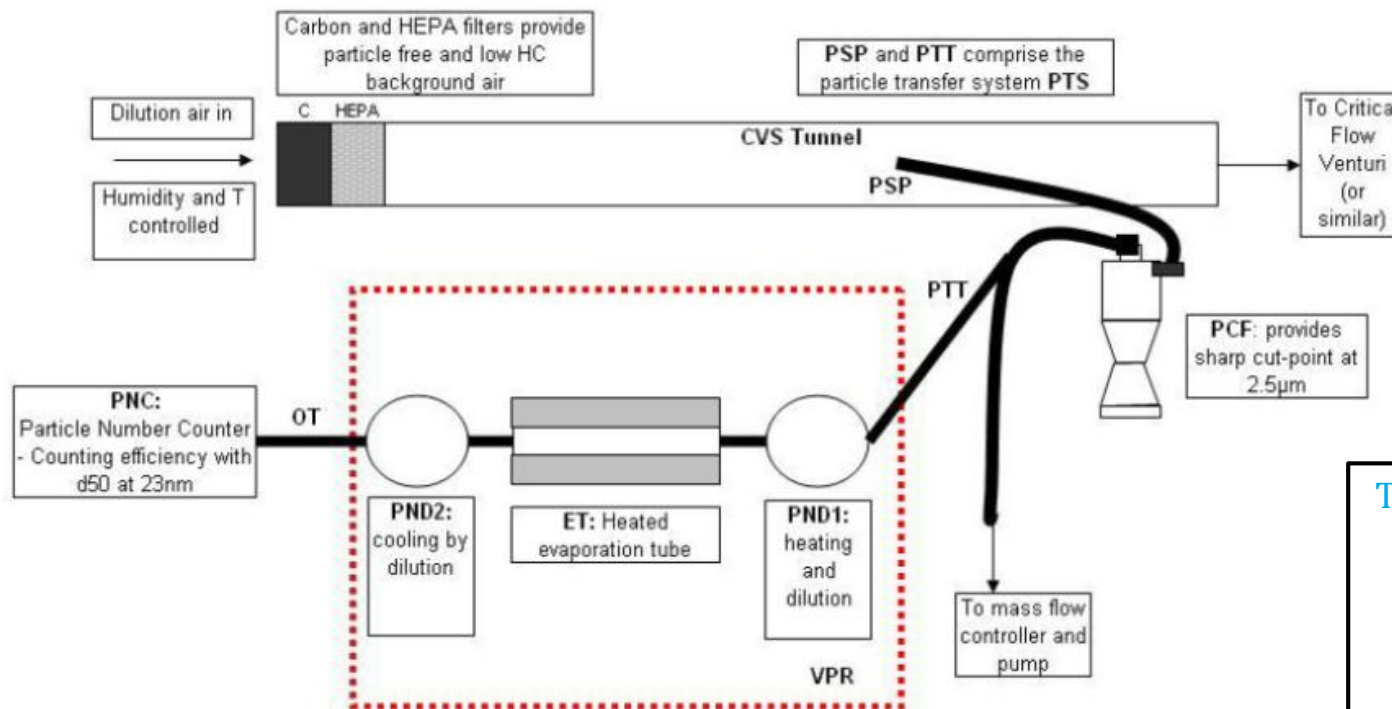 Carbon and HEPA filters provide
particle free and low HC
background air
PSP and PTT comprise the
particle transfer system PTS
Dilution air in
C
HEPA
Humidity and T
controlled
CVS Tunnel
PSP
To Critica
Flow
Venturi
(or
similar)
PTT
PCF: provides
sharp cut-point at
2.5µm
PNC:
Particle Number Counter
- Counting efficiency with
d50 at 23nm
OT
PND2:
cooling by
dilution
ET: Heated
evaporation tube
PND1:
heating
and
dilution
VPR
To mass flow
controller and
pump
T